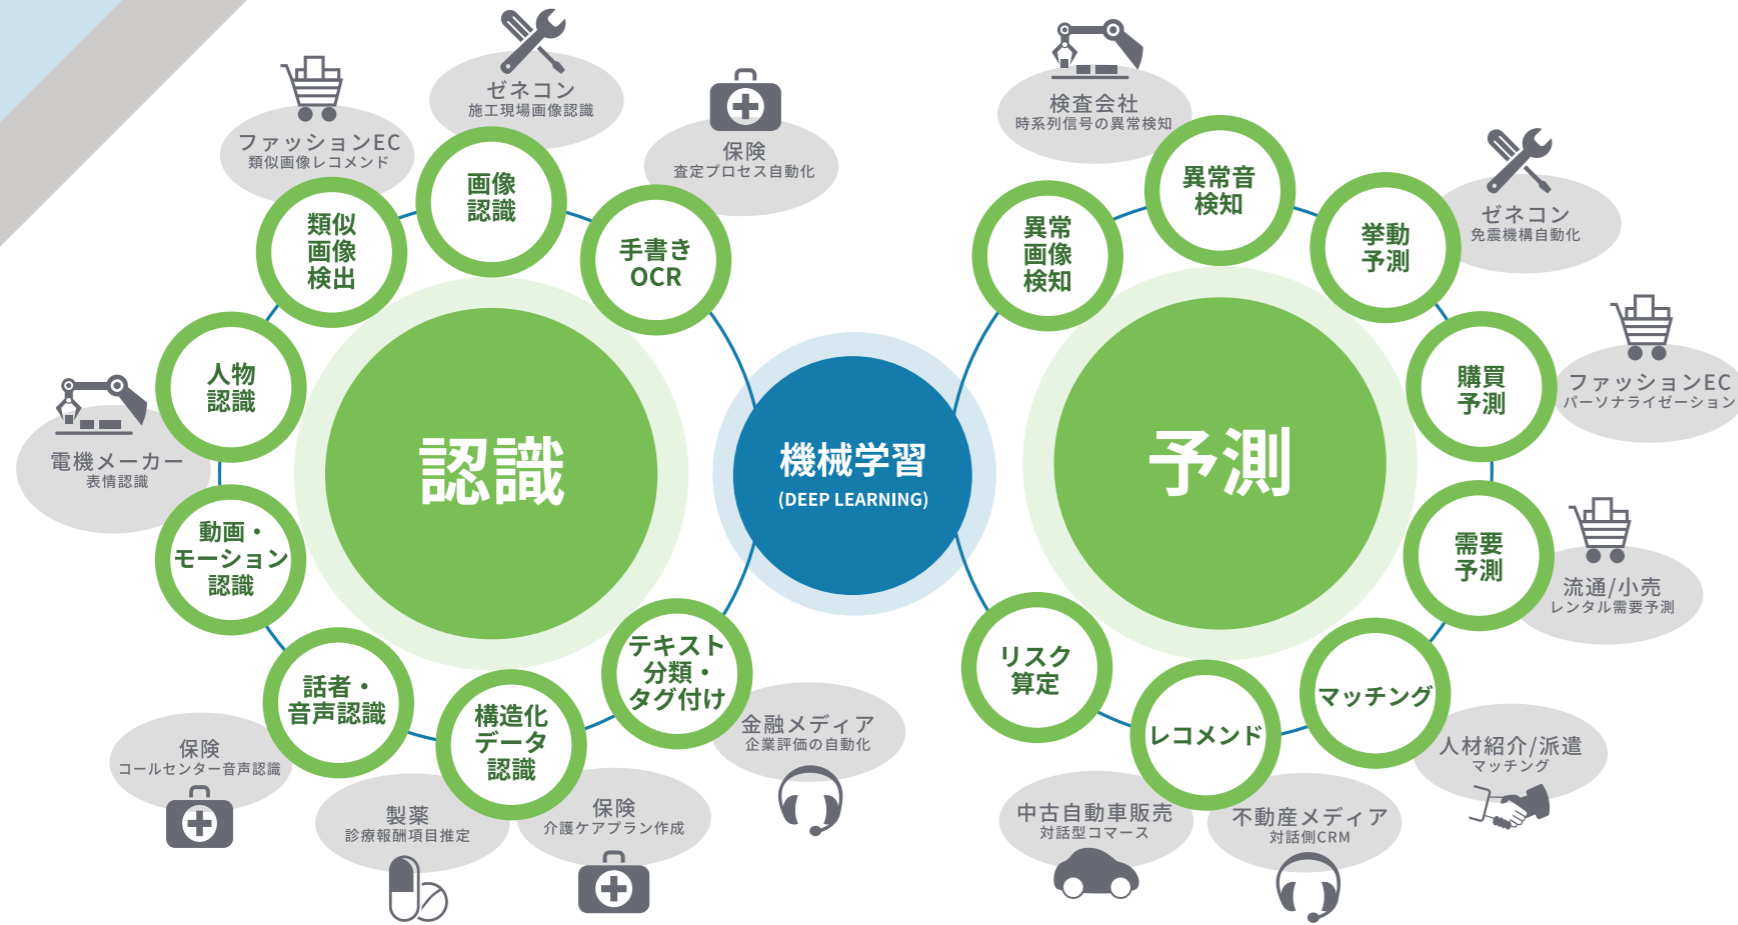 ゼネコン
施工現場画像認識
ファッションEC
類似画像レコメンド
保険
査定プロセス自動化
画像
認識
類似
画像
検出
手書き
OCR
人物
認識
電機メーカー
表情認識
認識
動画・
モーション
認識
話者・
音声認識
構造化
データ
認識
テキスト
分類・
タグ付け
保険
コールセンター音声認識
製薬
診療報酬項目推定
保険
介護ケアプラン作成
金融メディア
企業評価の自動化
機械学習
(DEEP LEARNING)
検査会社
時系列信号の異常検知
異常音
検知
異常
画像
検知
挙動
予測
ゼネコン
免震機構自動化
購買
予測
ファッションEC
パーソナライゼーション
予測
需要
予測
流通/小売
レンタル需要予測
リスク
算定
レコメンド
マッチング
人材紹介/派遣
マッチング
中古自動車販売
対話型コマース
不動産メディア
対話側CRM